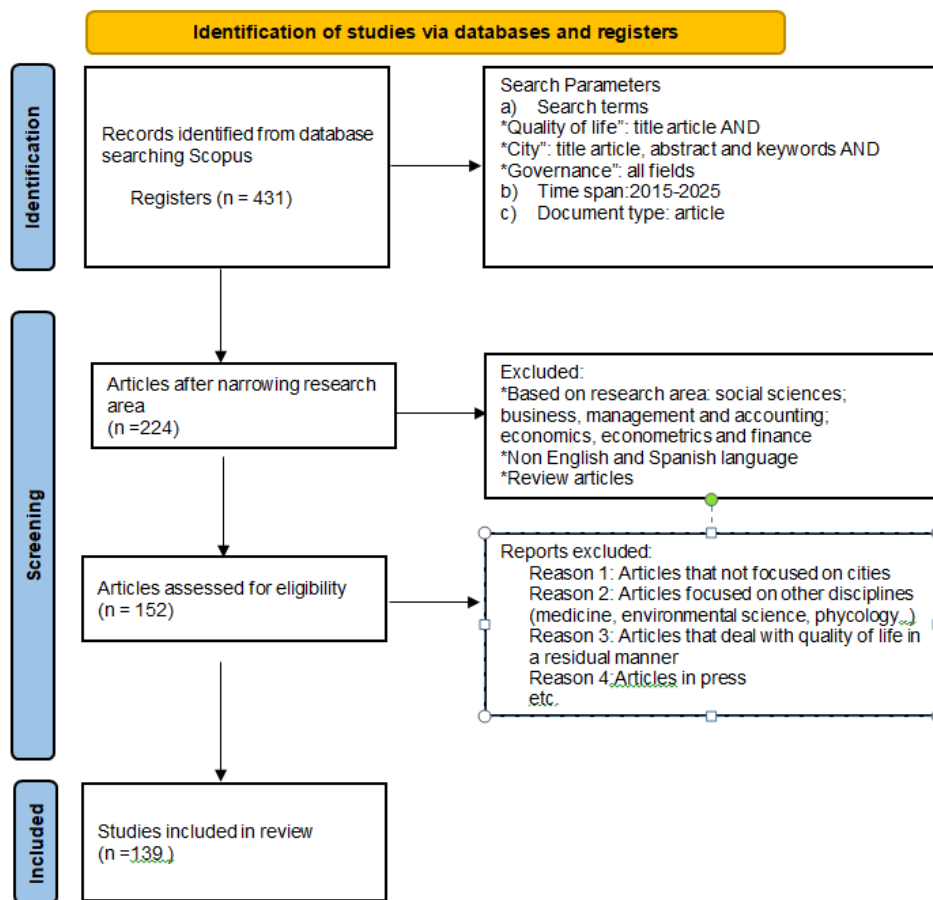 Identification of studies via databases and registers
Identification
Records identified from database
searching Scopus
Registers (n = 431)
Search Parameters
a) Search terms
*Quality of life”: title article AND
*City”: title article, abstract and keywords AND
*Governance”: all fields
b) Time span:2015-2025
c) Document type: article
Screening
Articles after narrowing research
area
(n =224)
Excluded:
*Based on research area: social sciences;
business, management and accounting;
economics, econometrics and finance
*Non English and Spanish language
*Review articles
Articles assessed for eligibility
(n = 152)
Reports excluded:
Reason 1: Articles that not focused on cities
Reason 2: Articles focused on other disciplines
(medicine, environmental science, phycology..)
Reason 3: Articles that deal with quality of life in
a residual manner
Reason 4:Articles in press
etc.
Included
Studies included in review
(n =139 )